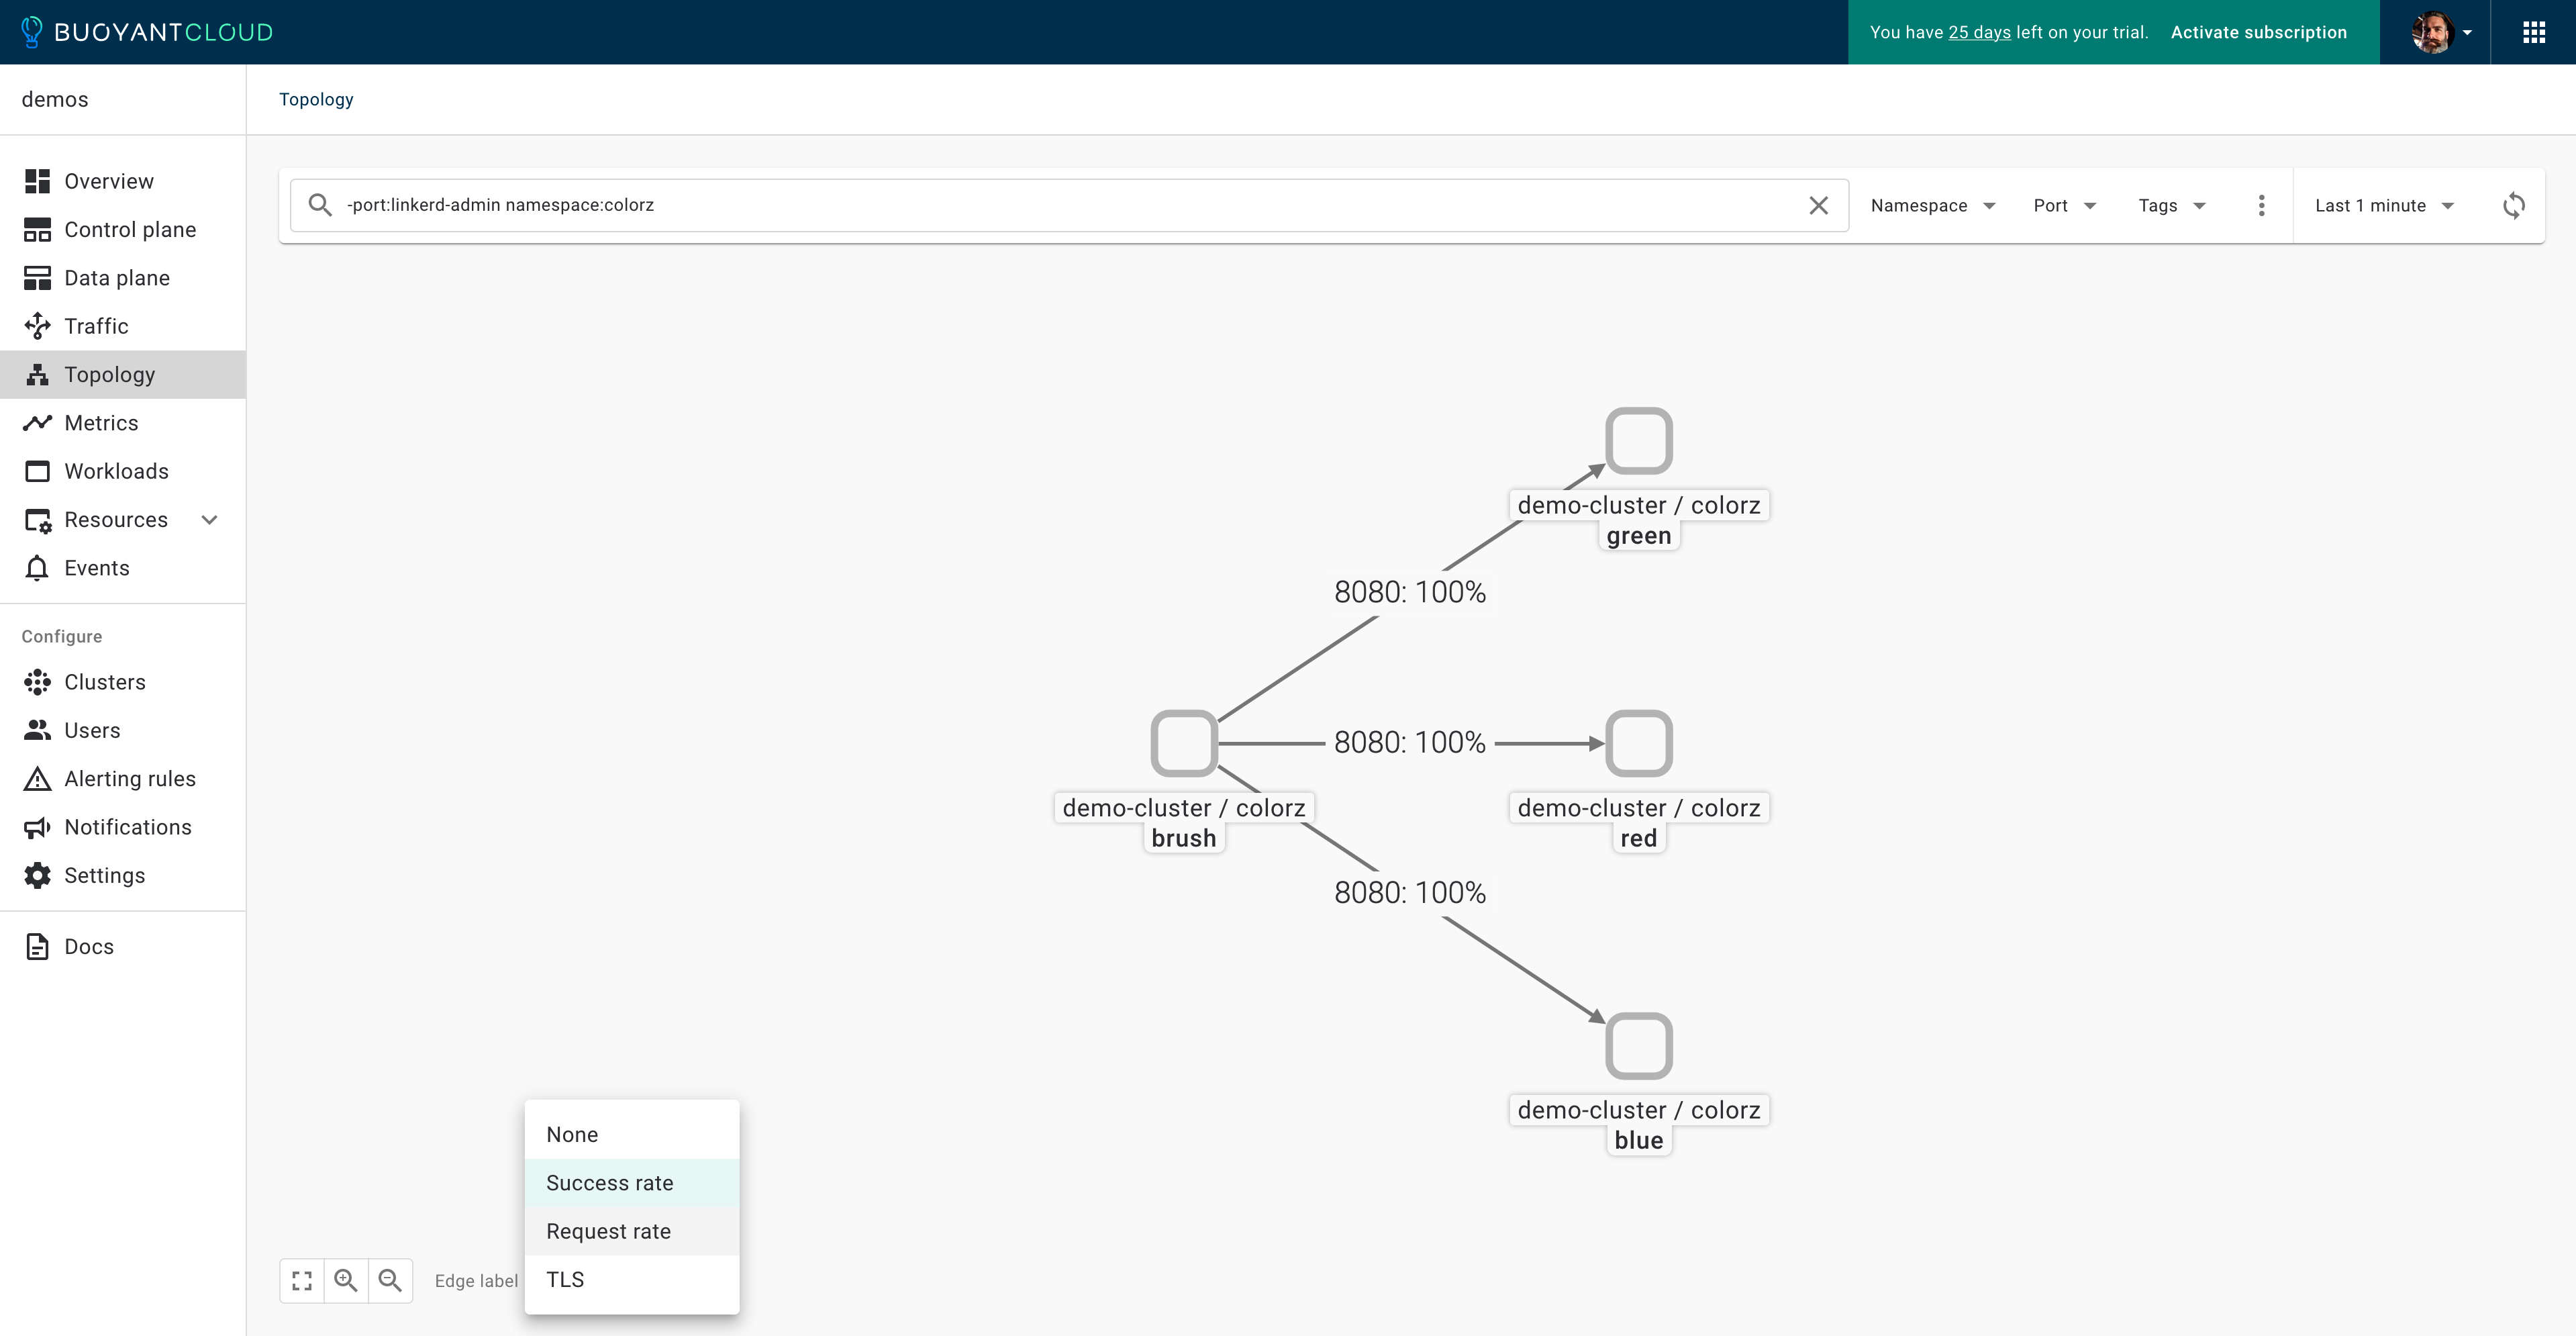 BUOYANTCLOUD
You have 25 days left on your trial. Activate subscription
demos
Topology
Overview
Control plane
Data plane
Traffic
Topology
Metrics
Workloads
Resources
Events
Configure
Clusters
Users
Alerting rules
Notifications
Settings
Docs
-port:linkerd-admin namespace:colorz
Namespace
Port
Tags
Last 1 minute
demo-cluster / colorz
green
8080: 100%
8080: 100%
demo-cluster / colorz
brush
demo-cluster / colorz
red
8080: 100%
demo-cluster / colorz
blue
None
Success rate
Request rate
TLS
Edge label